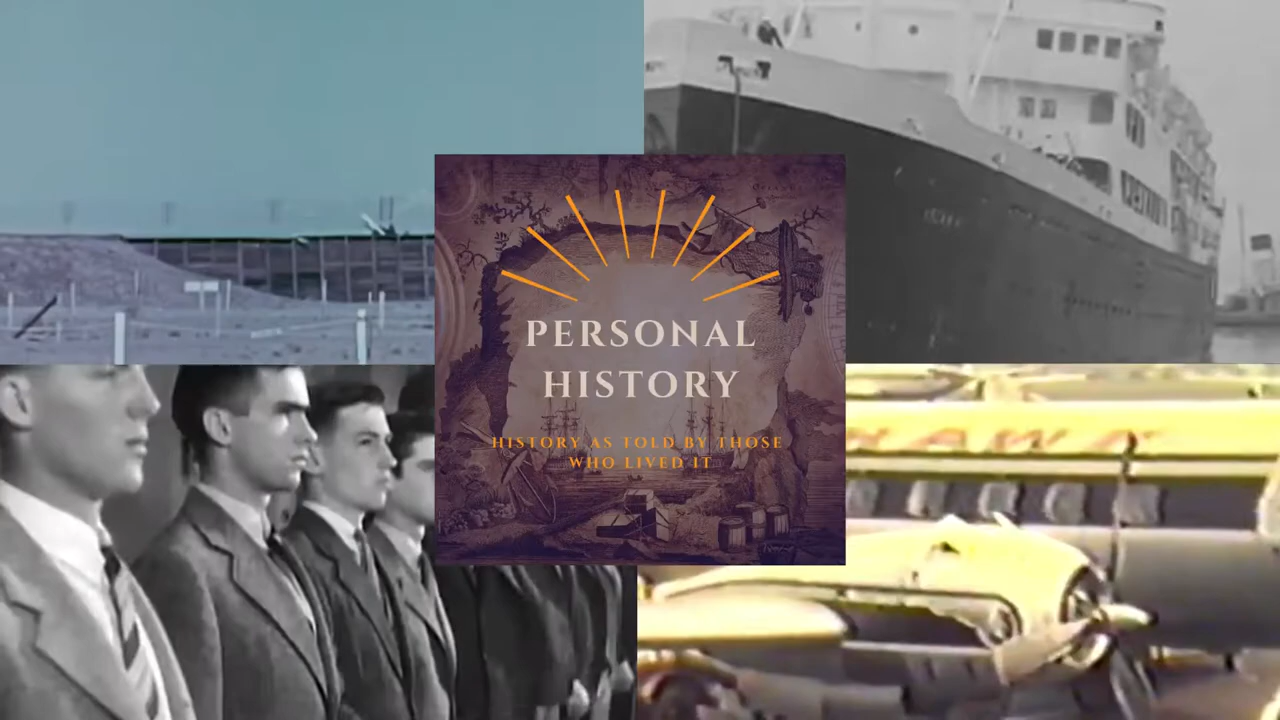 PERSONAL
HISTORY
HISTORY AS TOLD BY THOSE
WHO LIVED IT